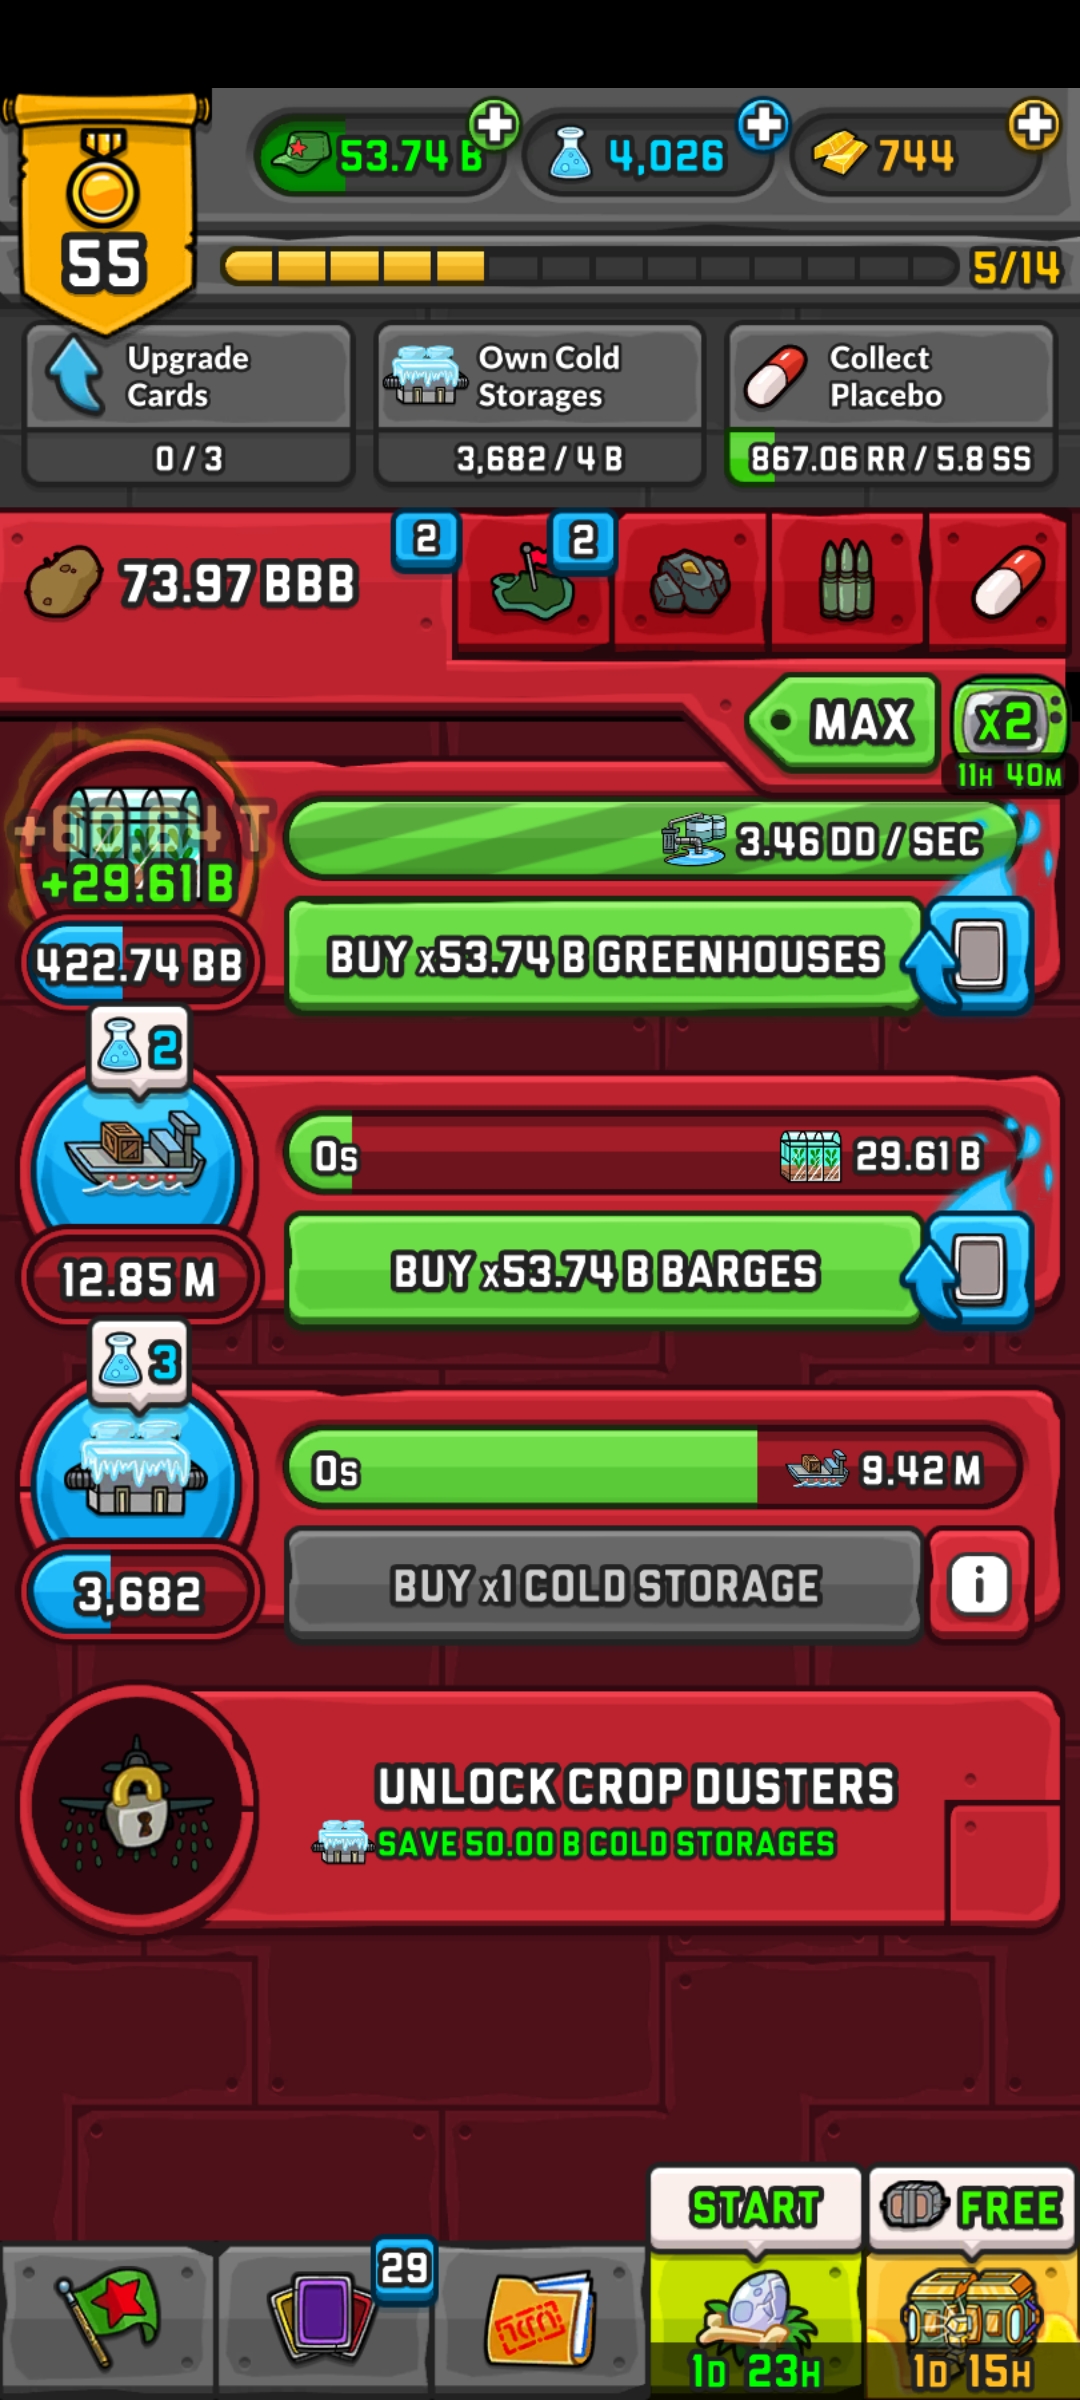 53.74 B
4,026
744
55
5/14
Upgrade
Cards
0 / 3
Own Cold
Storages
3,682 / 4 B
Collect
Placebo
867.06 RR / 5.8 SS
73.97 BBB
2
2
MAX
x2
11H 40M
+60.64 T
+29.61 B
422.74 BB
3.46 DD / SEC
BUY x53.74 B GREENHOUSES
2
12.85 M
0s
29.61 B
BUY x53.74 B BARGES
3
3,682
0s
9.42 M
BUY x1 COLD STORAGE
i
UNLOCK CROP DUSTERS
SAVE 50.00 B COLD STORAGES
START
FREE
29
1D 23H
1D 15H